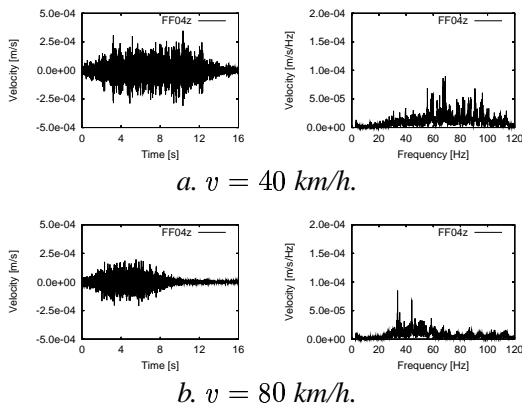 FF04z
Velocity [m/s]
5.0e-04
2.5e-04
0.0e+00
-2.5e-04
-5.0e-04
0 4 8 12 16
Time [s]
FF04z
Velocity [m/s/Hz]
2.0e-04
1.5e-04
1.0e-04
5.0e-05
0.0e+00
0 20 40 60 80 100 120
Frequency [Hz]
a. v = 40 km/h.
FF04z
Velocity [m/s]
5.0e-04
2.5e-04
0.0e+00
-2.5e-04
-5.0e-04
0 4 8 12 16
Time [s]
FF04z
Velocity [m/s/Hz]
2.0e-04
1.5e-04
1.0e-04
5.0e-05
0.0e+00
0 20 40 60 80 100 120
Frequency [Hz]
b. v = 80 km/h.